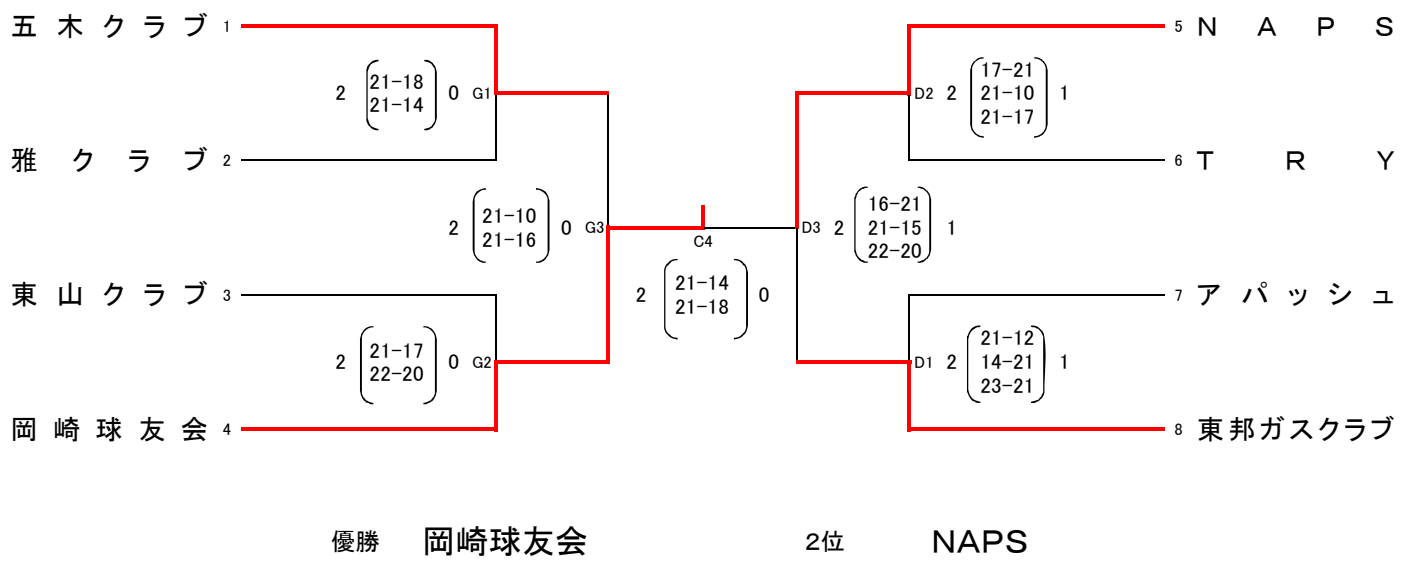 五木クラブ 1
5 NAPS
2 21-18 0 G1
21-14
D2 2 17-21 1
21-10
21-17
雅クラブ 2
6 TRY
2 21-10 0 G3
21-16
C4
2 21-14 0
21-18
D3 2 16-21 1
21-15
22-20
東山クラブ 3
7 アパッシュ
2 21-17 0 G2
22-20
D1 2 21-12 1
14-21
23-21
岡崎球友会 4
8 東邦ガスクラブ
優勝 岡崎球友会 2位 NAPS